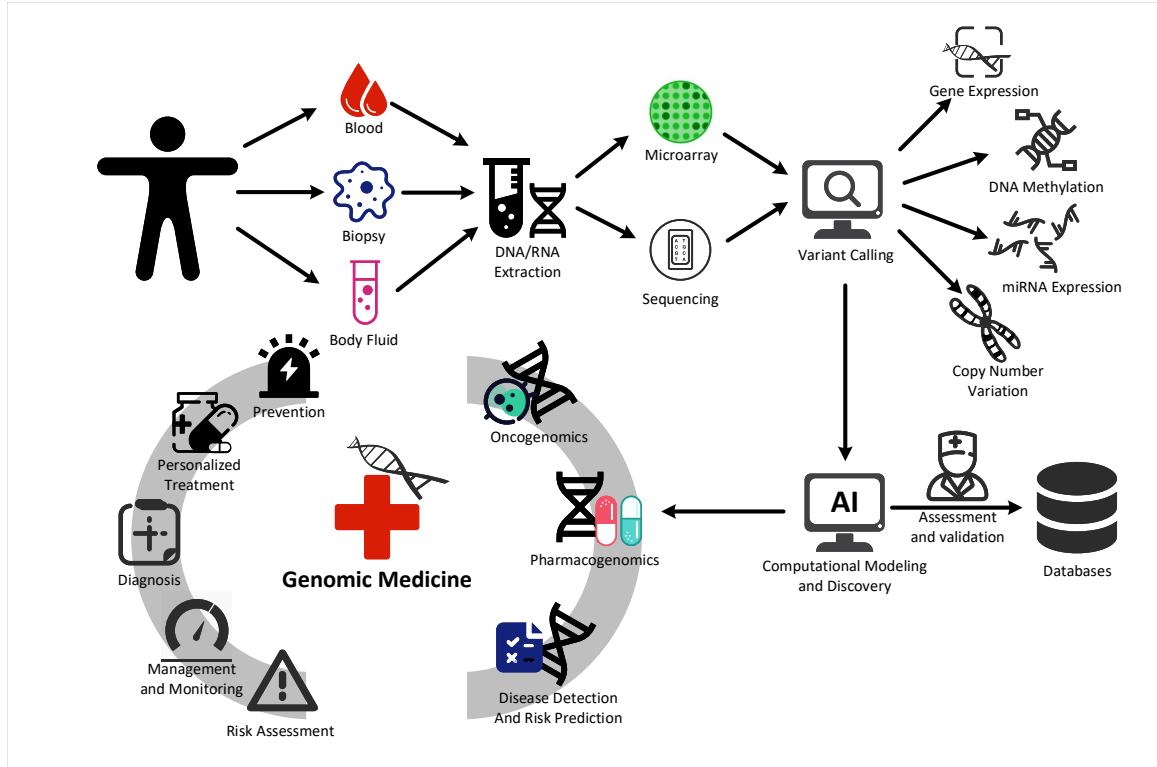 Blood
Biopsy
Body Fluid
DNA/RNA
Extraction
Microarray
A T
C G
G C
T A
Sequencing
Variant Calling
Gene Expression
DNA Methylation
miRNA Expression
Copy Number
Variation
AI
Computational Modeling
and Discovery
Assessment
and validation
Databases
Oncogenomics
Pharmacogenomics
Disease Detection
And Risk Prediction
Genomic Medicine
Prevention
Personalized
Treatment
Diagnosis
Management
and Monitoring
Risk Assessment